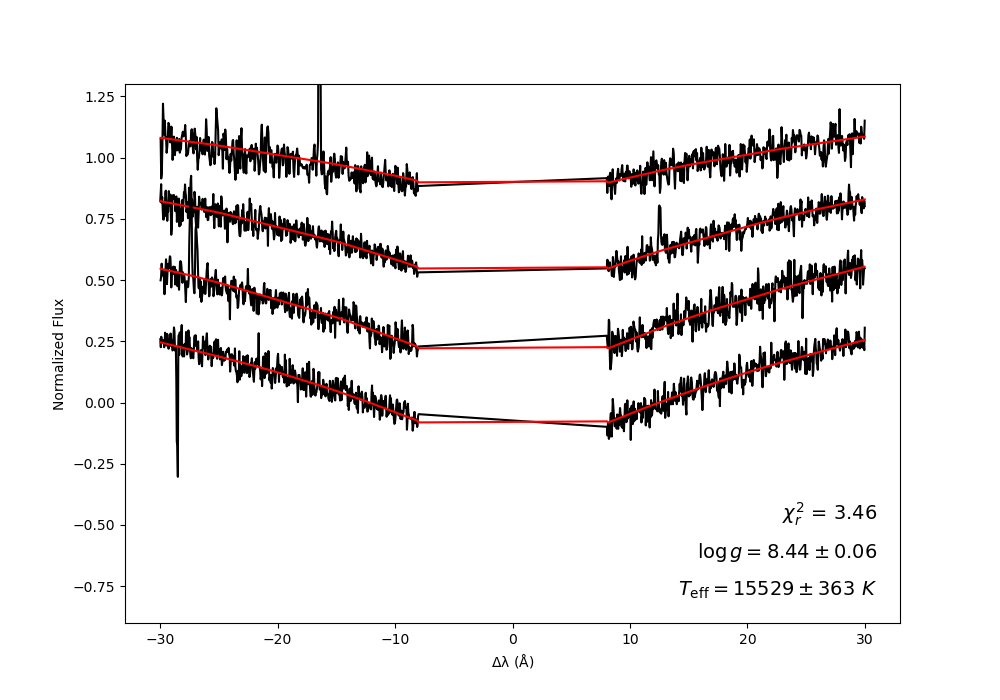 1.25
1.00
0.75
0.50
0.25
0.00
−0.25
−0.50
−0.75
Normalized Flux
χ²ᵣ = 3.46
log g = 8.44 ± 0.06
T_eff = 15529 ± 363 K
−30 −20 −10 0 10 20 30
Δλ (Å)